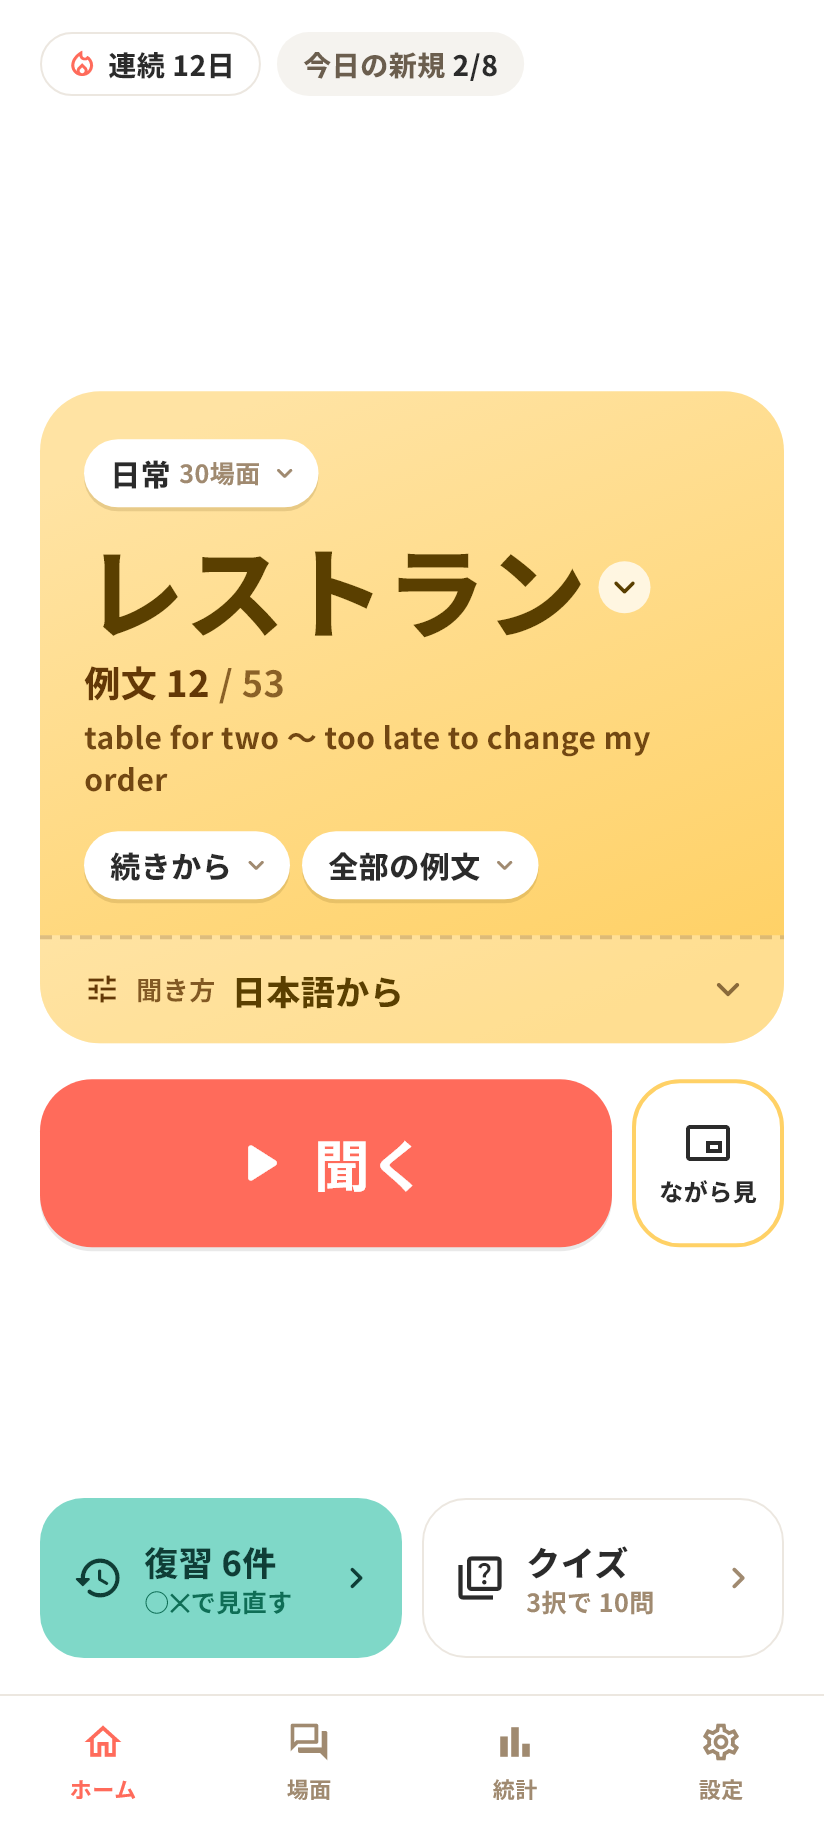 連続 12日
今日の新規 2/8
日常 30場面
レストラン
例文 12 / 53
table for two 〜 too late to change my
order
続きから
全部の例文
聞き方 日本語から
聞く
ながら見
復習 6件
○×で見直す
クイズ
3択で 10問
ホーム
場面
統計
設定